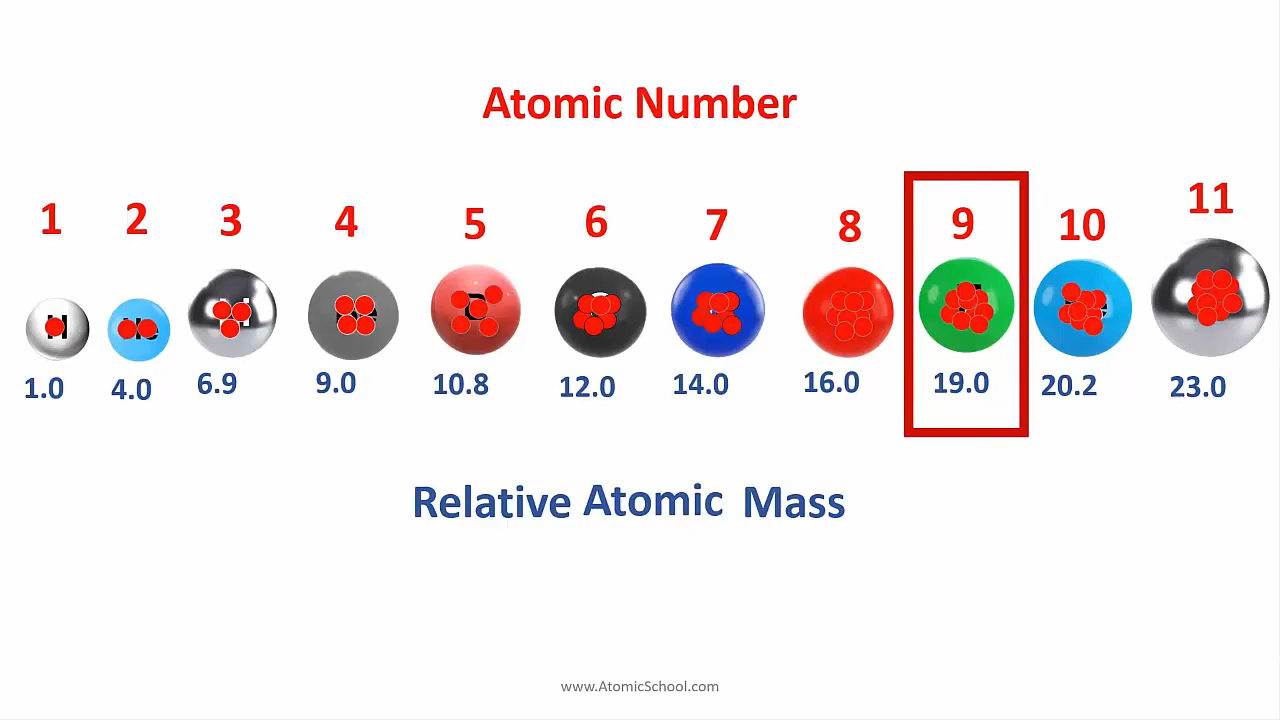 Atomic Number
1 2 3 4 5 6 7 8 9 10 11
1.0 4.0 6.9 9.0 10.8 12.0 14.0 16.0 19.0 20.2 23.0
Relative Atomic Mass
www.AtomicSchool.com